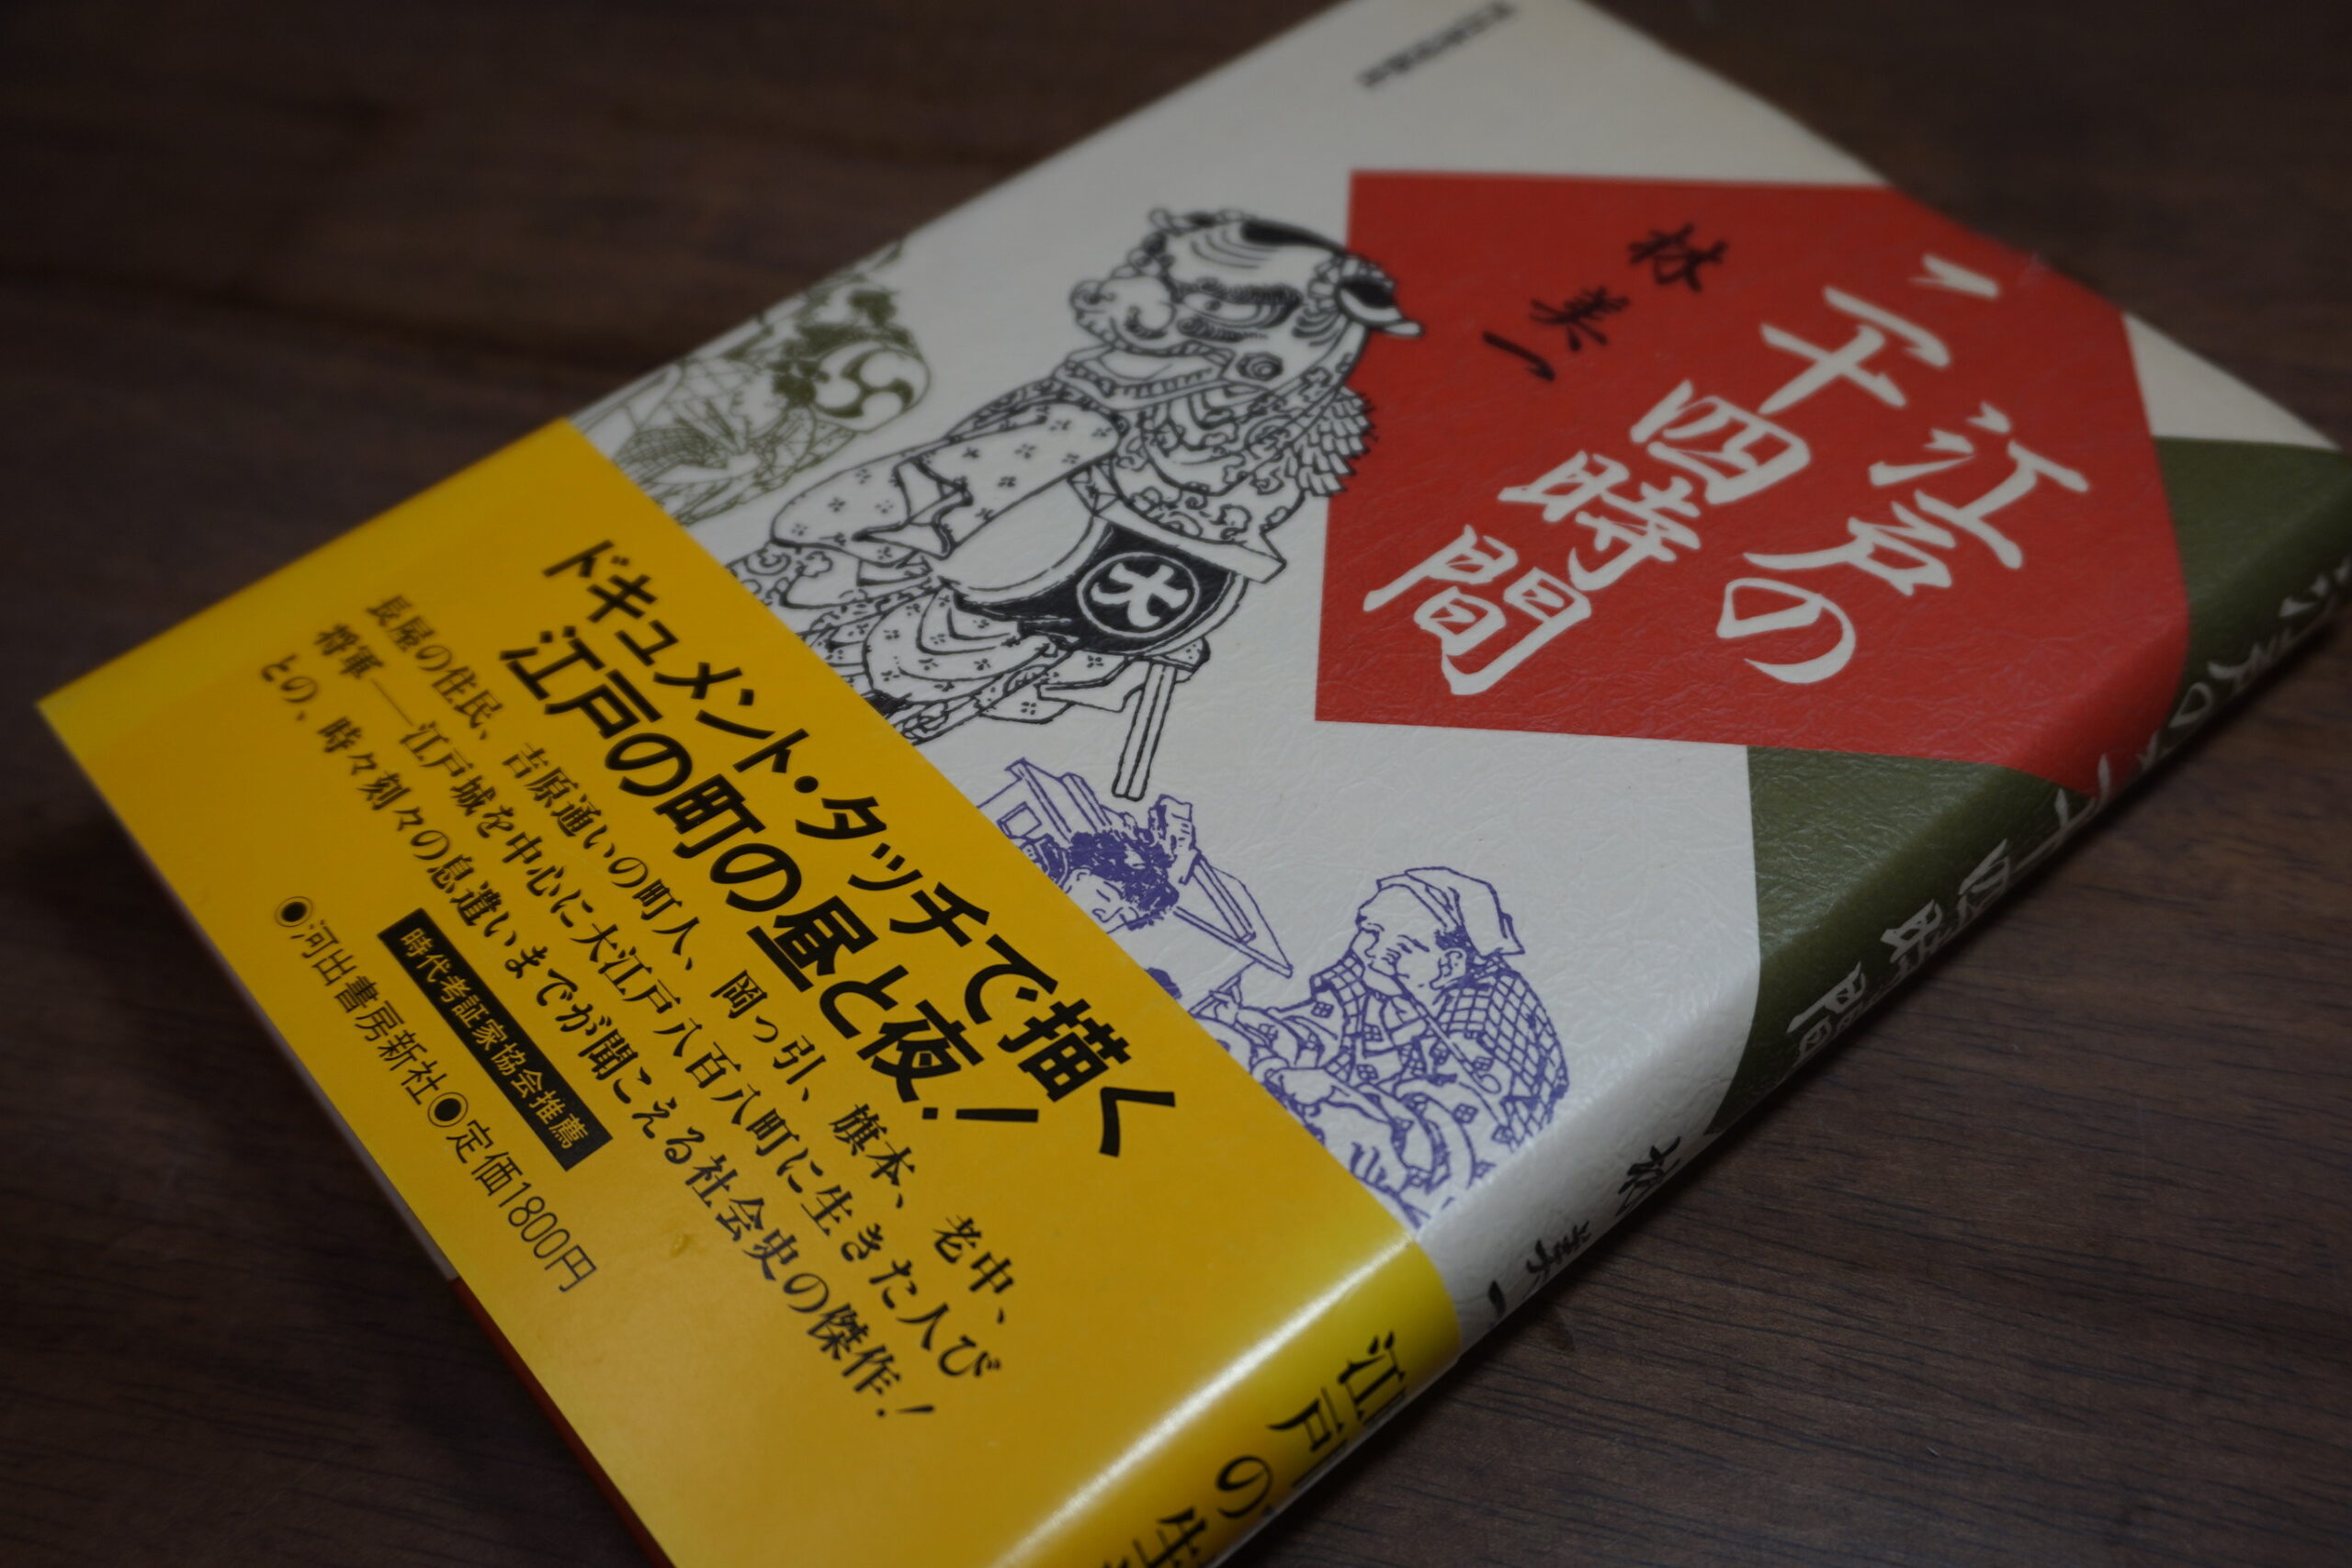 江戸の
二十四時間
林美一
大
ドキュメント・タッチで描く
江戸の町の昼と夜!
長屋の住民、吉原通いの町人、岡っ引、旗本、老中、
将軍——江戸城を中心に大江戸八百八町に生きた人び
との、時々刻々の息遣いまでが聞こえる社会史の傑作!
時代考証家協会推薦
◉河出書房新社◉定価1800円
江戸の二十四時間
林美一
江戸の生